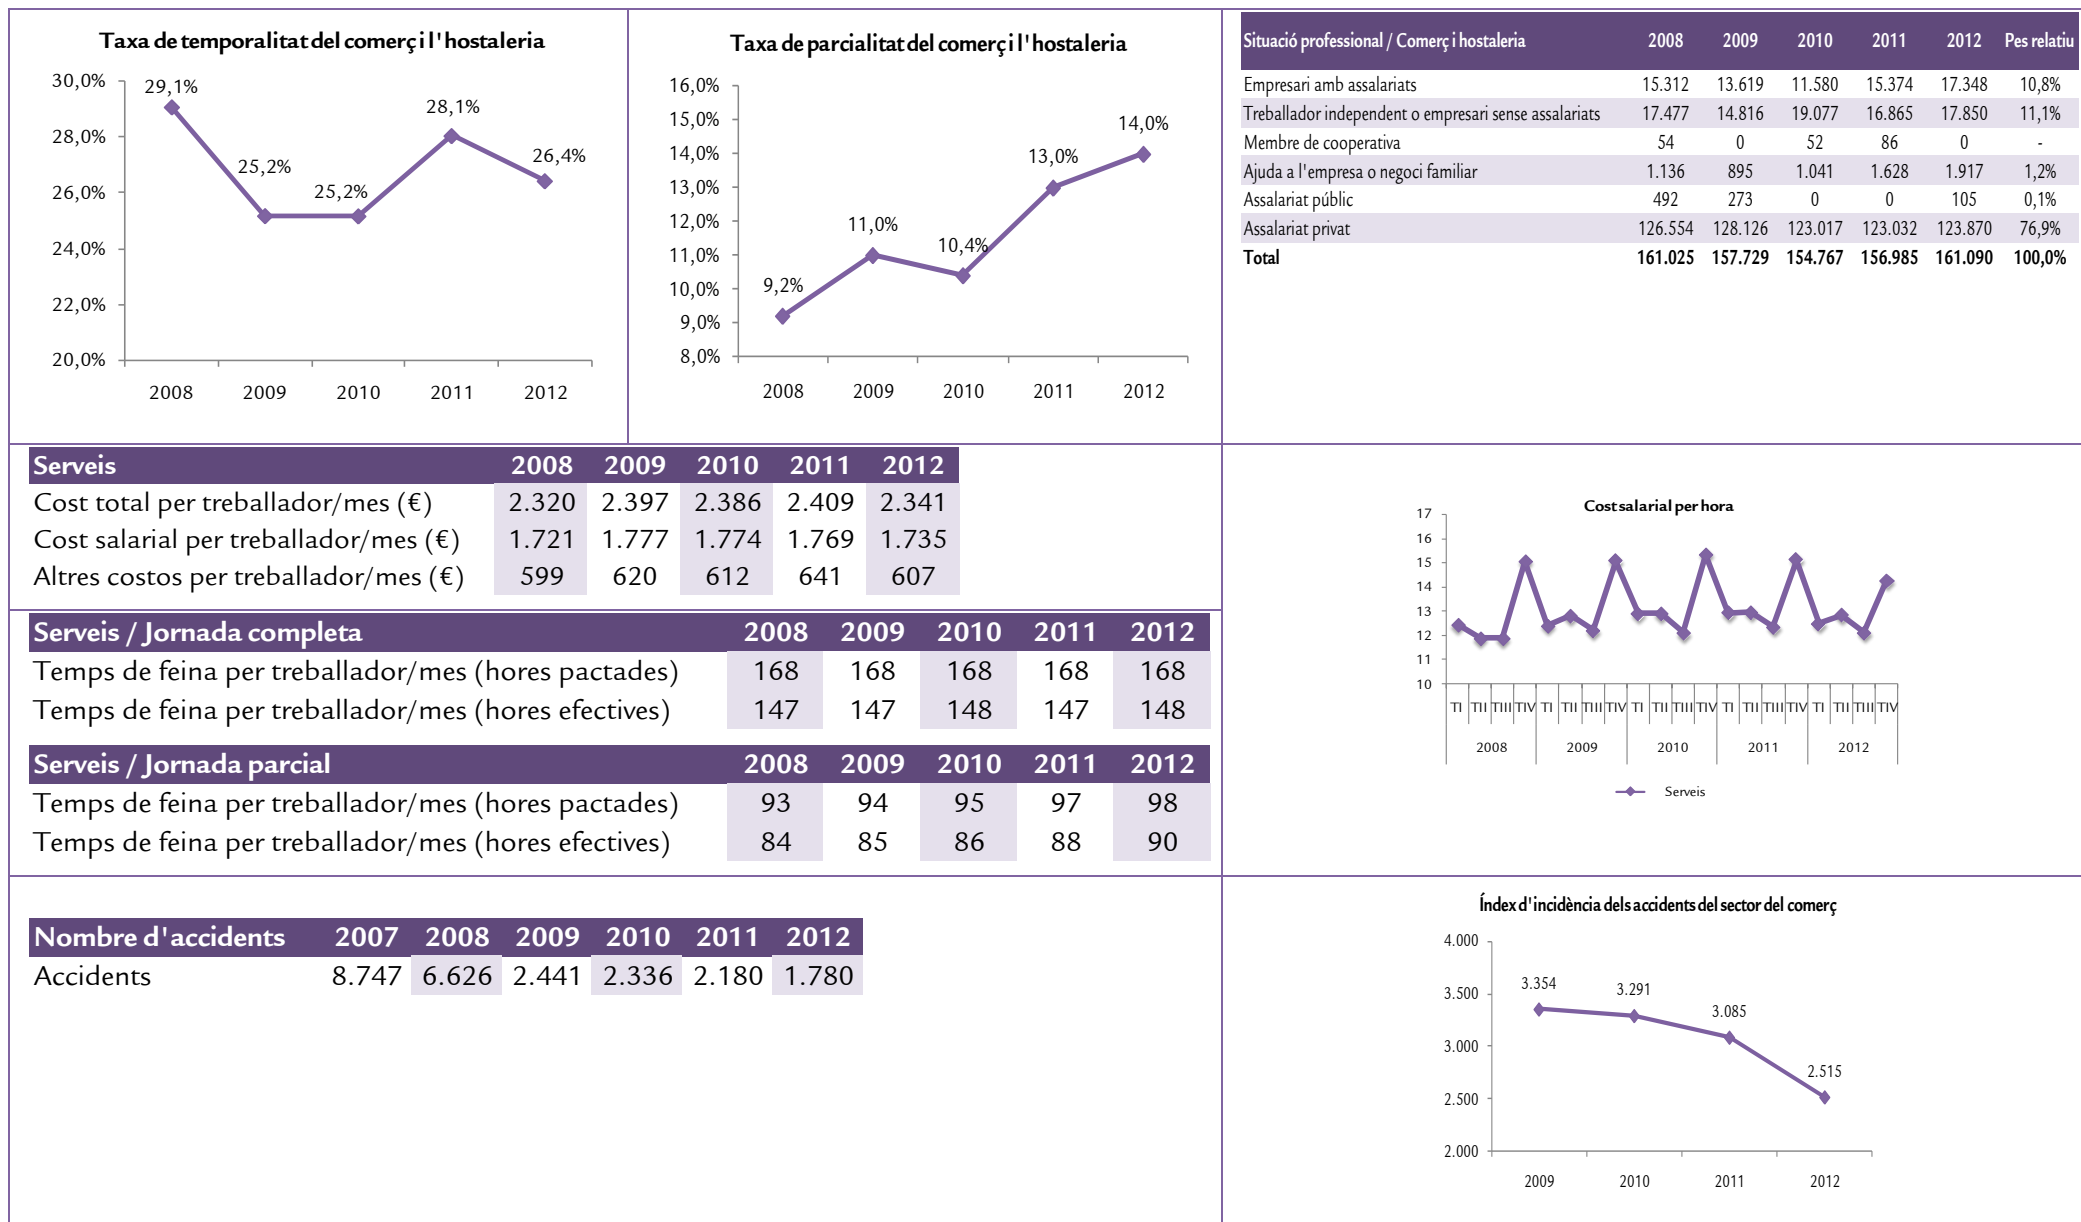 Taxa de temporalitat del comerç i l'hostaleria
30,0%
28,0%
26,0%
24,0%
22,0%
20,0%
29,1%
25,2%
25,2%
28,1%
26,4%
2008 2009 2010 2011 2012
Taxa de parcialitat del comerç i l'hostaleria
16,0%
15,0%
14,0%
13,0%
12,0%
11,0%
10,0%
9,0%
8,0%
9,2%
11,0%
10,4%
13,0%
14,0%
2008 2009 2010 2011 2012
Situació professional / Comerç i hostaleria 2008 2009 2010 2011 2012 Pes relatiu
Empresari amb assalariats 15.312 13.619 11.580 15.374 17.348 10,8%
Treballador independent o empresari sense assalariats 17.477 14.816 19.077 16.865 17.850 11,1%
Membre de cooperativa 54 0 52 86 0 -
Ajuda a l'empresa o negoci familiar 1.136 895 1.041 1.628 1.917 1,2%
Assalariat públic 492 273 0 0 105 0,1%
Assalariat privat 126.554 128.126 123.017 123.032 123.870 76,9%
Total 161.025 157.729 154.767 156.985 161.090 100,0%
Serveis 2008 2009 2010 2011 2012
Cost total per treballador/mes (€) 2.320 2.397 2.386 2.409 2.341
Cost salarial per treballador/mes (€) 1.721 1.777 1.774 1.769 1.735
Altres costos per treballador/mes (€) 599 620 612 641 607
Serveis / Jornada completa 2008 2009 2010 2011 2012
Temps de feina per treballador/mes (hores pactades) 168 168 168 168 168
Temps de feina per treballador/mes (hores efectives) 147 147 148 147 148
Serveis / Jornada parcial 2008 2009 2010 2011 2012
Temps de feina per treballador/mes (hores pactades) 93 94 95 97 98
Temps de feina per treballador/mes (hores efectives) 84 85 86 88 90
Cost salarial per hora
17
16
15
14
13
12
11
10
TI TII TIII TIV TI TII TIII TIV TI TII TIII TIV TI TII TIII TIV TI TII TIII TIV
2008 2009 2010 2011 2012
Serveis
Nombre d'accidents 2007 2008 2009 2010 2011 2012
Accidents 8.747 6.626 2.441 2.336 2.180 1.780
Índex d'incidència dels accidents del sector del comerç
4.000
3.500
3.000
2.500
2.000
3.354
3.291
3.085
2.515
2009 2010 2011 2012